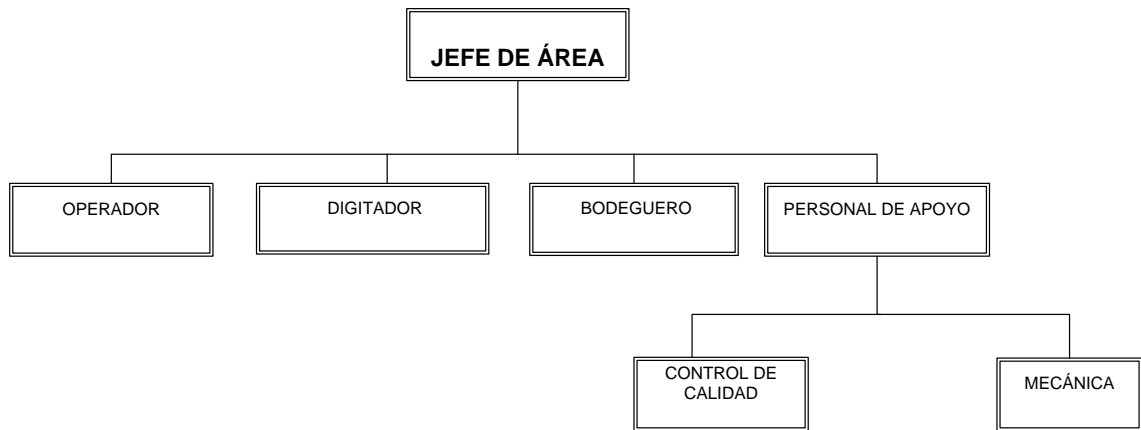 JEFE DE ÁREA
OPERADOR
DIGITADOR
BODEGUERO
PERSONAL DE APOYO
CONTROL DE
CALIDAD
MECÁNICA